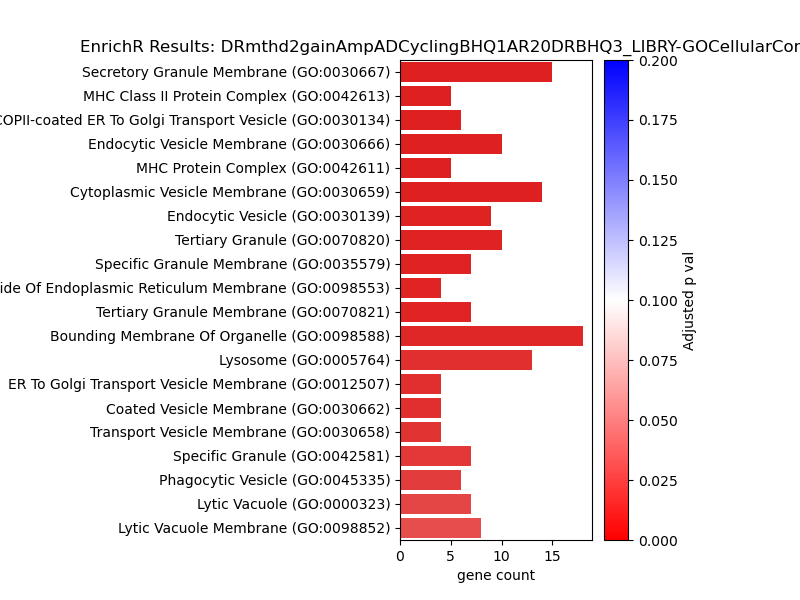 EnrichR Results: DRmthd2gainAmpADCyclingBHQ1AR20DRBHQ3_LIBRY-GOCellularCor
Secretory Granule Membrane (GO:0030667)
MHC Class II Protein Complex (GO:0042613)
COPII-coated ER To Golgi Transport Vesicle (GO:0030134)
Endocytic Vesicle Membrane (GO:0030666)
MHC Protein Complex (GO:0042611)
Cytoplasmic Vesicle Membrane (GO:0030659)
Endocytic Vesicle (GO:0030139)
Tertiary Granule (GO:0070820)
Specific Granule Membrane (GO:0035579)
ide Of Endoplasmic Reticulum Membrane (GO:0098553)
Tertiary Granule Membrane (GO:0070821)
Bounding Membrane Of Organelle (GO:0098588)
Lysosome (GO:0005764)
ER To Golgi Transport Vesicle Membrane (GO:0012507)
Coated Vesicle Membrane (GO:0030662)
Transport Vesicle Membrane (GO:0030658)
Specific Granule (GO:0042581)
Phagocytic Vesicle (GO:0045335)
Lytic Vacuole (GO:0000323)
Lytic Vacuole Membrane (GO:0098852)
0 5 10 15
gene count
0.200
0.175
0.150
0.125
0.100
0.075
0.050
0.025
0.000
Adjusted p val